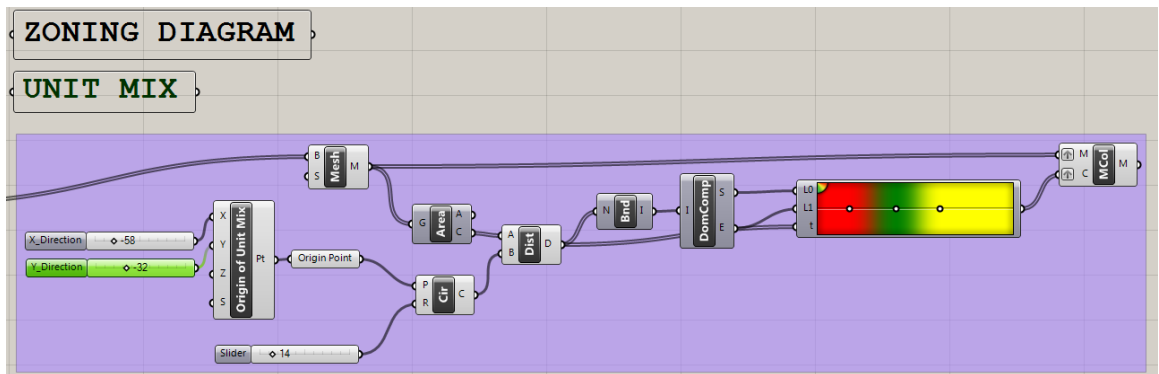 ZONING DIAGRAM
UNIT MIX
B
S
Mesh
M
M
C
MCol
M
X_Direction
-58
Y_Direction
-32
X
Y
Z
S
Origin of Unit Mix
Pt
Origin Point
G
Area
A
C
A
B
Dist
D
N
Bnd
I
I
DomComp
S
E
L0
L1
t
P
R
Cir
C
Slider
14